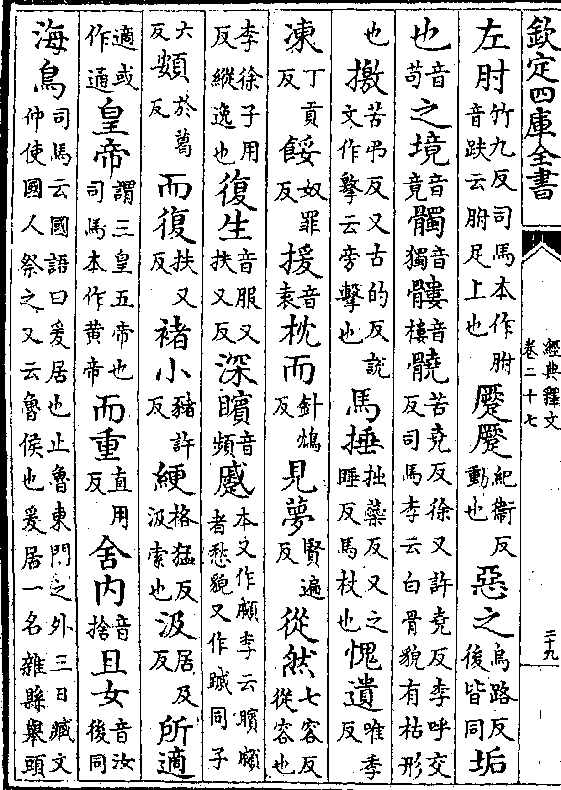 欽定四庫全書
經典釋文
卷二十七
二十九
左肘竹九反司馬本作胕音趺云胕足上也蹷蹷紀衛反動也惡之烏路反後皆同垢
也音苟之境音竟髑音獨髏音樓髐苦堯反徐又許堯反李呼交反司馬李云白骨貌有枯形
也撽苦弔反又古的反說文作擊云旁擊也馬捶拙蘂反又之睡反馬杖也愧遺唯季反
凍丁貢反餒奴罪反援音袁枕而針鴆反見夢賢遍反從然七容反從容也
李徐子用反縱逸也復生音服又扶又反深矉音頻慼本又作顣李云矉顣者愁貌又作蹴同子
六反頞於葛反而復扶又反褚小豬許反綆格猛反汲索也汲居及反所適
適或作通皇帝謂三皇五帝也司馬本作黄帝而重直用反舍内音捨且女音汝後同
海鳥司馬云國語曰爰居也止魯東門之外三日臧文仲使國人祭之又云魯侯也爰居一名雜縣舉頭